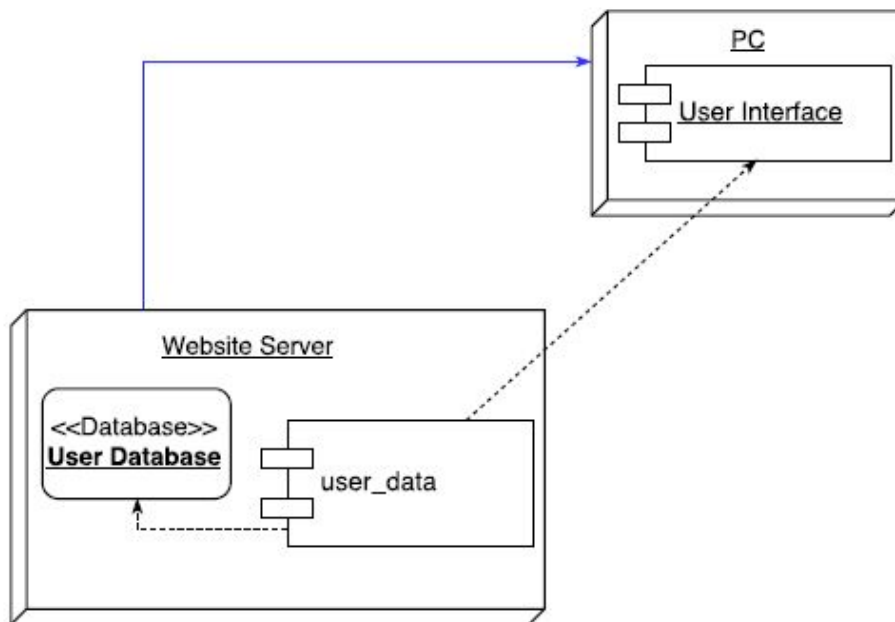 PC
User Interface
Website Server
<<Database>>
User Database
user_data